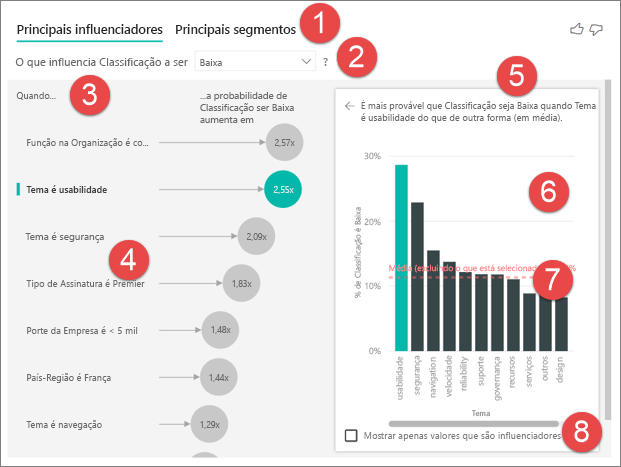 Principais influenciadores Principais segmentos 1
O que influencia Classificação a ser Baixa ? 2
Quando... 3
...a probabilidade de
Classificação ser Baixa
aumenta em
Função na Organização é co... 2,57x
Tema é usabilidade 2,55x
Tema é segurança 2,09x
4
Tipo de Assinatura é Premier 1,83x
Porte da Empresa é < 5 mil 1,48x
País-Região é França 1,44x
Tema é navegação 1,29x
5
É mais provável que Classificação seja Baixa quando Tema
é usabilidade do que de outra forma (em média).
% de Classificação é Baixa
30%
20%
10%
0%
6
Média (excluindo o que está selecionado %
7
usabilidade
segurança
navigation
velocidade
reliability
suporte
governança
recursos
serviços
outros
design
Tema
Mostrar apenas valores que são influenciadores 8